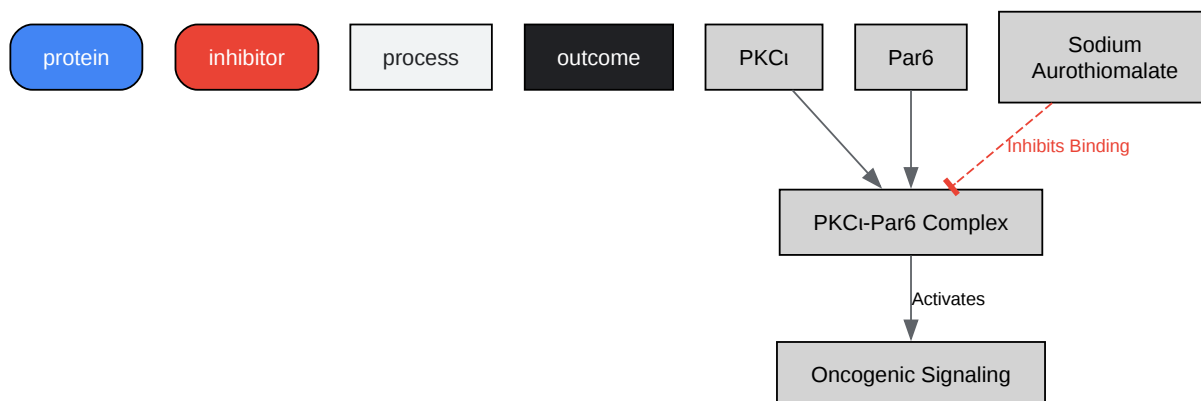 protein
inhibitor
process
outcome
PKCι
Par6
Sodium
Aurothiomalate
Inhibits Binding
PKCι-Par6 Complex
Activates
Oncogenic Signaling